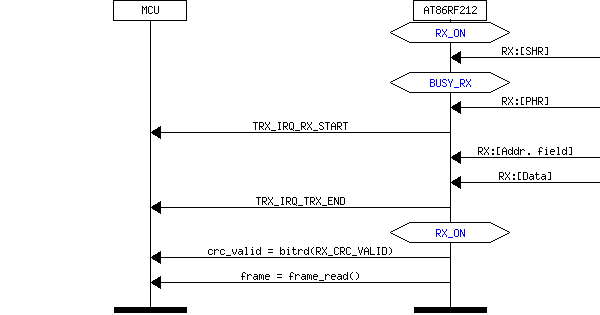 MCU AT86RF212
RX_ON
RX:[SHR]
BUSY_RX
RX:[PHR]
TRX_IRQ_RX_START
RX:[Addr. field]
RX:[Data]
TRX_IRQ_TRX_END
RX_ON
crc_valid = bitrd(RX_CRC_VALID)
frame = frame_read()